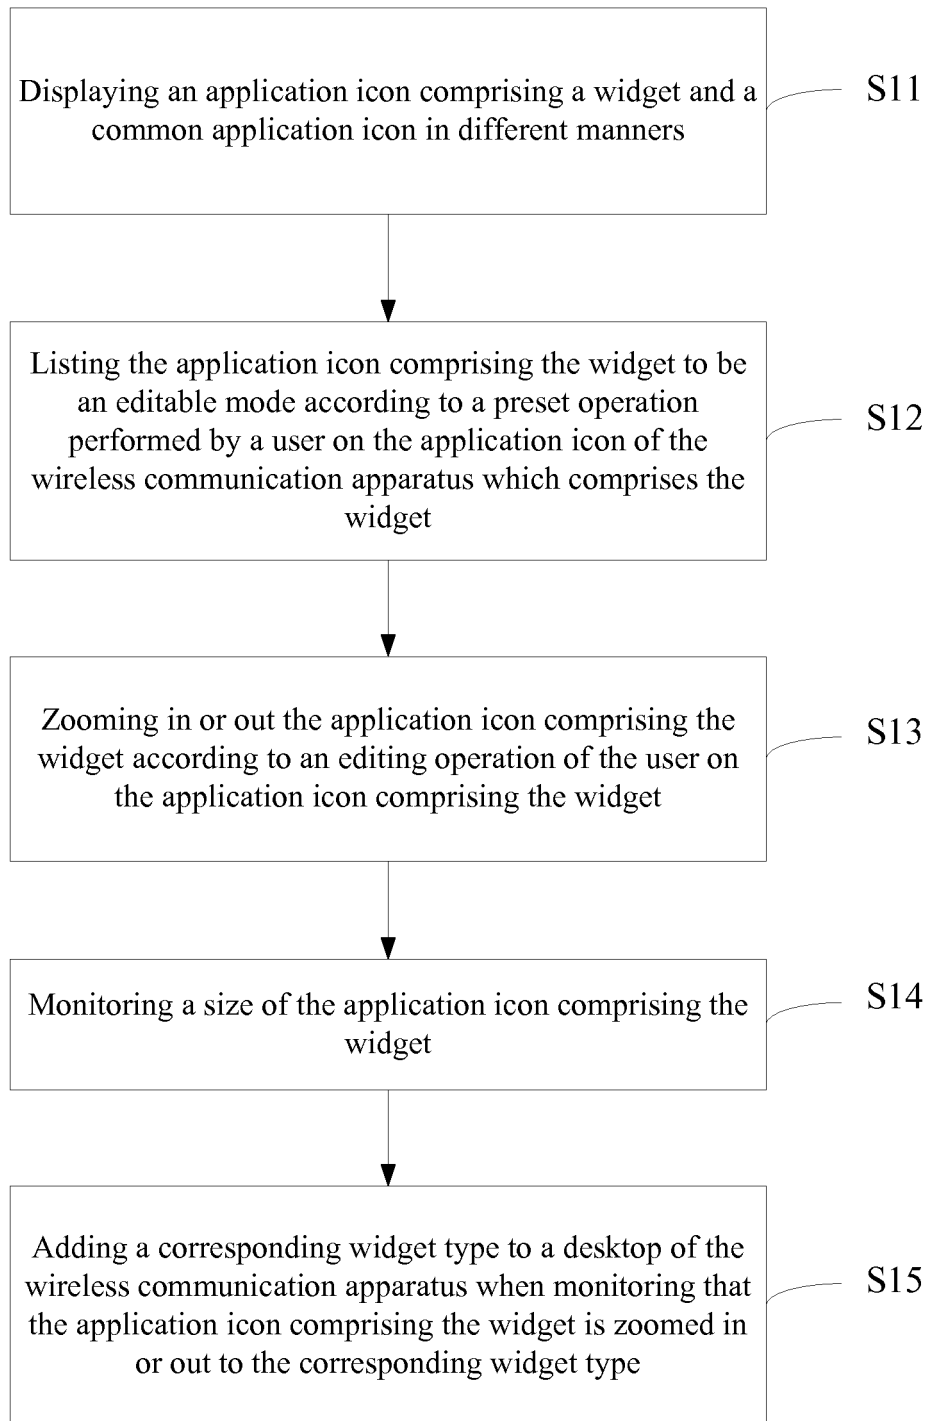 Displaying an application icon comprising a widget and a
common application icon in different manners
S11
Listing the application icon comprising the widget to be
an editable mode according to a preset operation
performed by a user on the application icon of the
wireless communication apparatus which comprises the
widget
S12
Zooming in or out the application icon comprising the
widget according to an editing operation of the user on
the application icon comprising the widget
S13
Monitoring a size of the application icon comprising the
widget
S14
Adding a corresponding widget type to a desktop of the
wireless communication apparatus when monitoring that
the application icon comprising the widget is zoomed in
or out to the corresponding widget type
S15